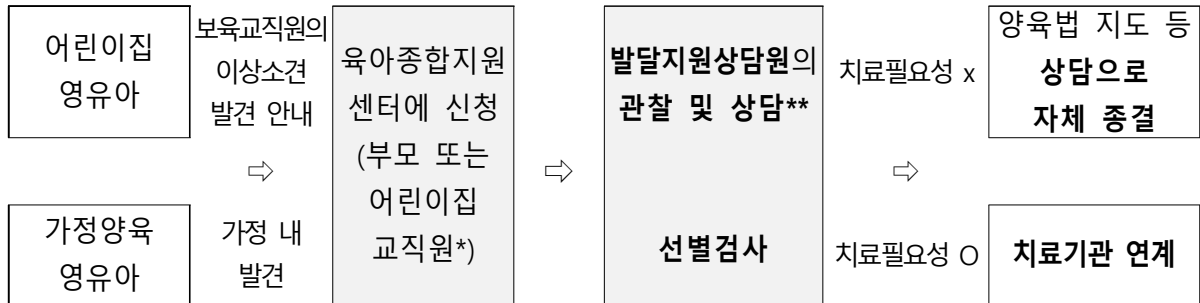 어린이집
영유아
보육교직원의
이상소견
발견 안내
⇨
가정양육
영유아
가정 내
발견
육아종합지원
센터에 신청
(부모 또는
어린이집
교직원*)
⇨
발달지원상담원의
관찰 및 상담**
선별검사
치료필요성 x
⇨
치료필요성 O
양육법 지도 등
상담으로
자체 종결
치료기관 연계